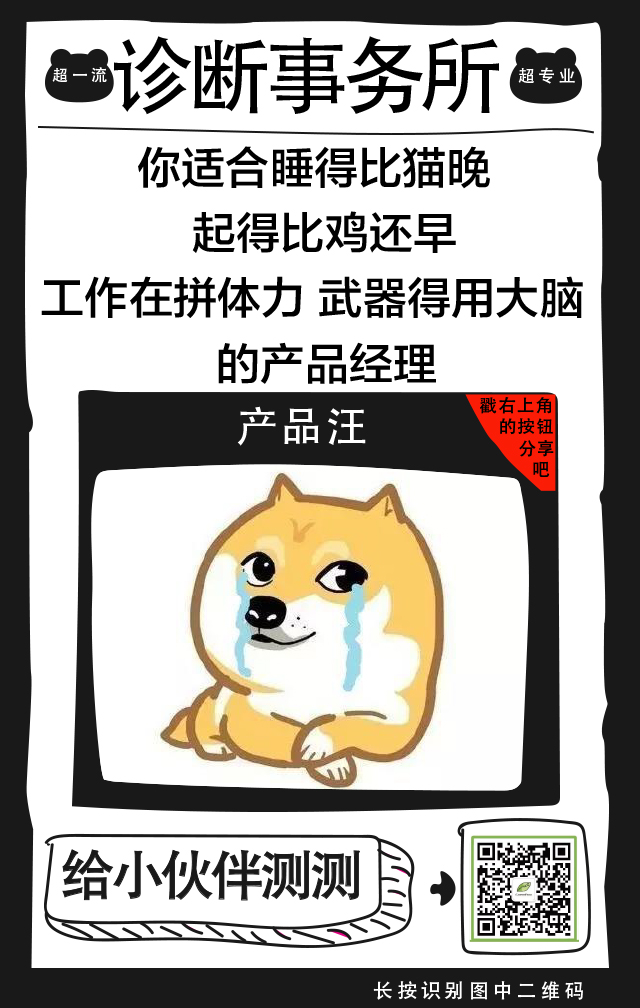 超一流
诊断事务所
超专业
你适合睡得比猫晚
起得比鸡还早
工作在拼体力 武器得用大脑
的产品经理
产品汪
戳右上角
的按钮
分享
吧
给小伙伴测测
长按识别图中二维码